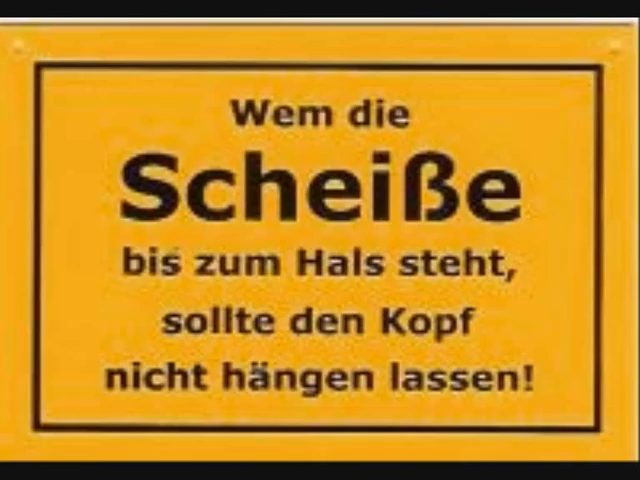 Wem die
Scheiße
bis zum Hals steht,
sollte den Kopf
nicht hängen lassen!